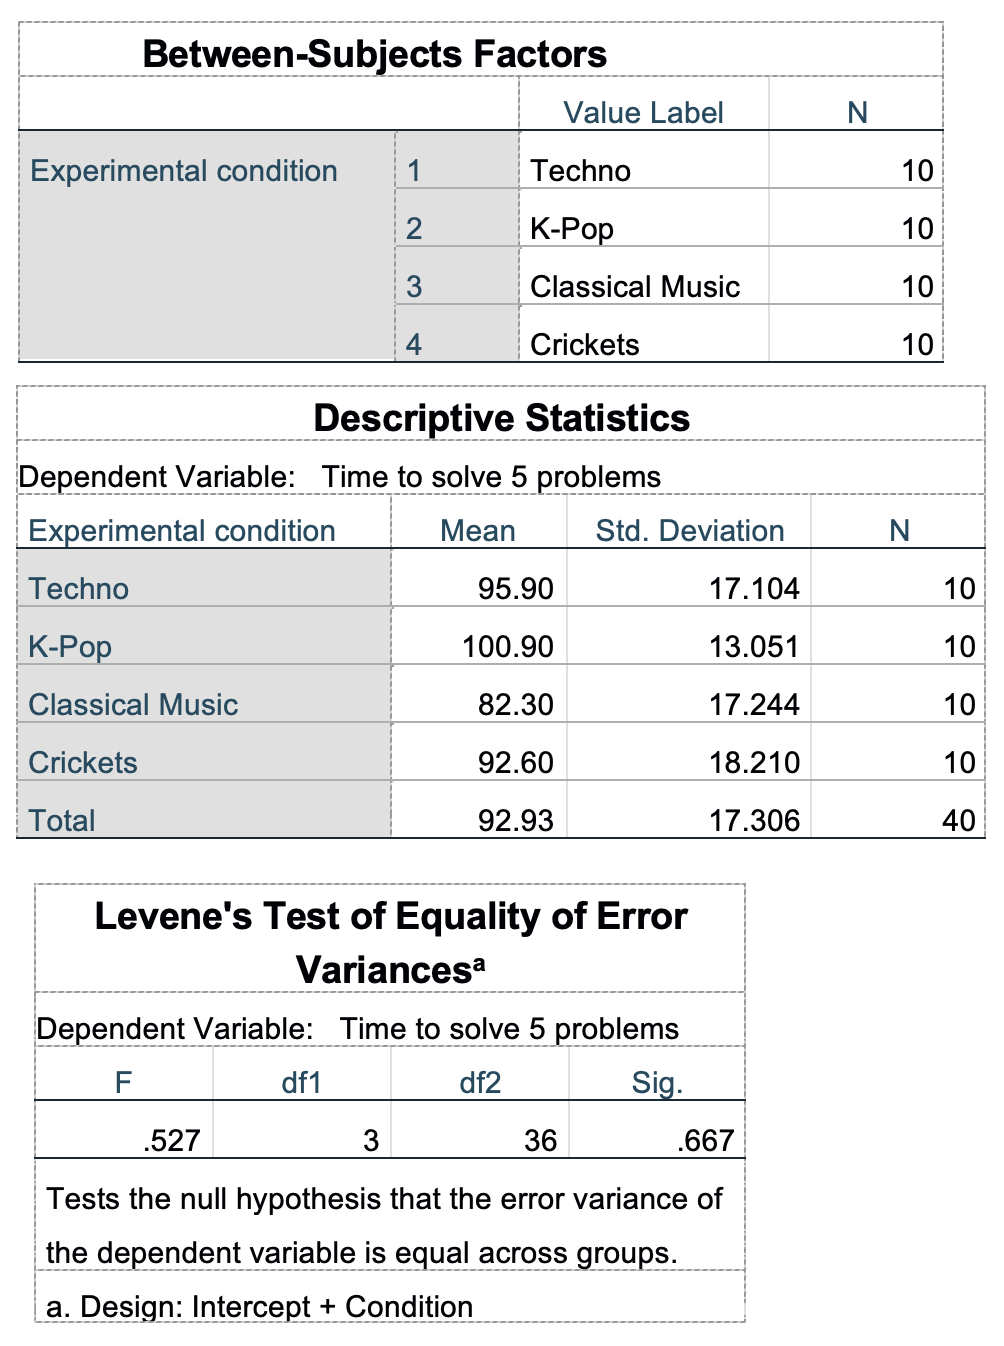 Between-Subjects Factors
Value Label N
Experimental condition 1 Techno 10
2 K-Pop 10
3 Classical Music 10
4 Crickets 10
Descriptive Statistics
Dependent Variable: Time to solve 5 problems
Experimental condition Mean Std. Deviation N
Techno 95.90 17.104 10
K-Pop 100.90 13.051 10
Classical Music 82.30 17.244 10
Crickets 92.60 18.210 10
Total 92.93 17.306 40
Levene's Test of Equality of Error
Variancesᵃ
Dependent Variable: Time to solve 5 problems
F df1 df2 Sig.
.527 3 36 .667
Tests the null hypothesis that the error variance of
the dependent variable is equal across groups.
a. Design: Intercept + Condition